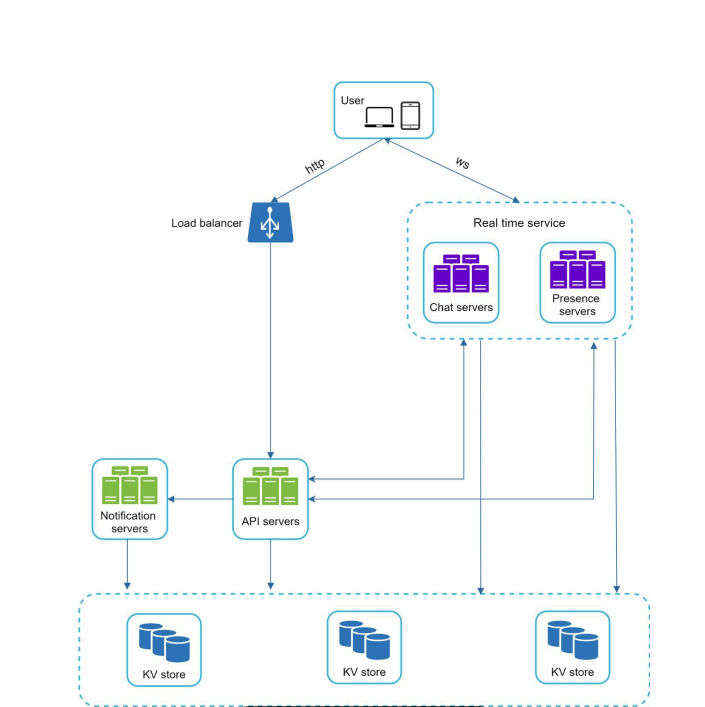 User
http
ws
Load balancer
Real time service
Chat servers
Presence
servers
Notification
servers
API servers
KV store
KV store
KV store